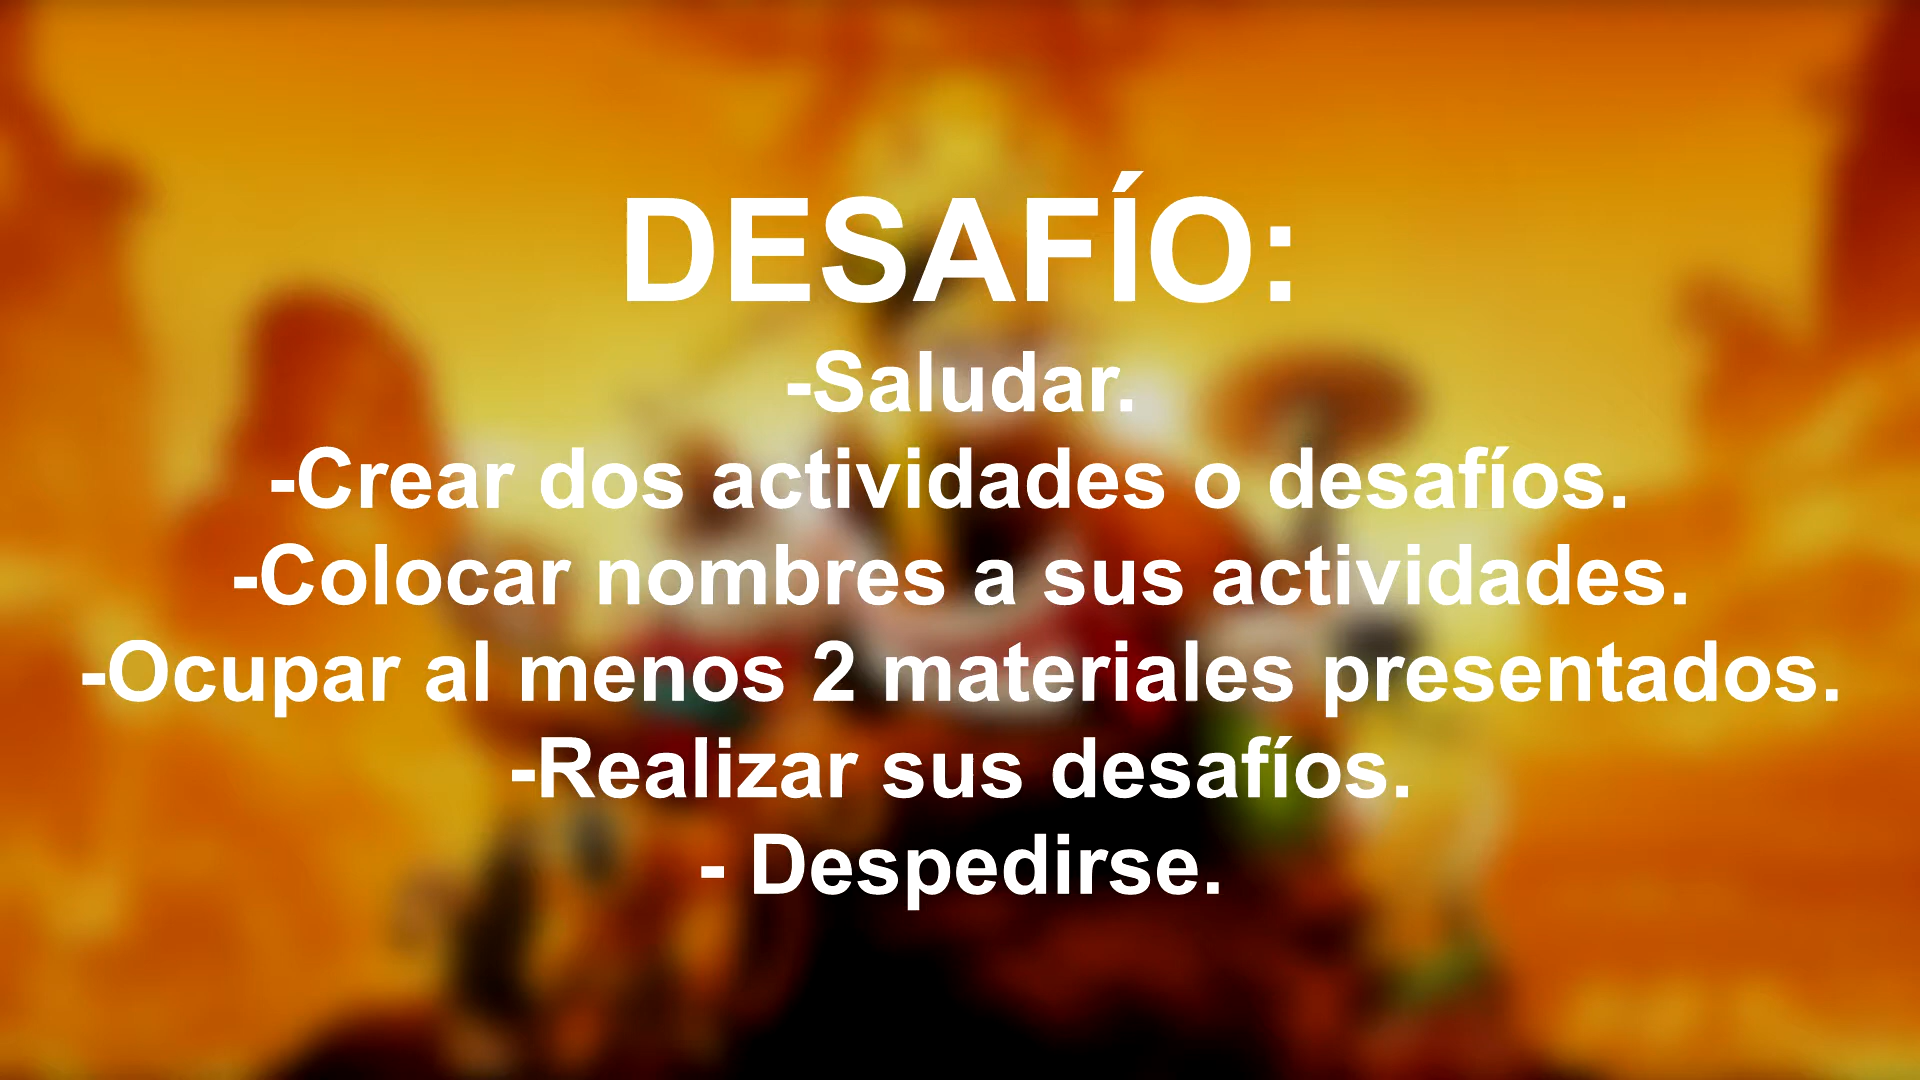 DESAFÍO:
-Saludar.
-Crear dos actividades o desafíos.
-Colocar nombres a sus actividades.
-Ocupar al menos 2 materiales presentados.
-Realizar sus desafíos.
- Despedirse.